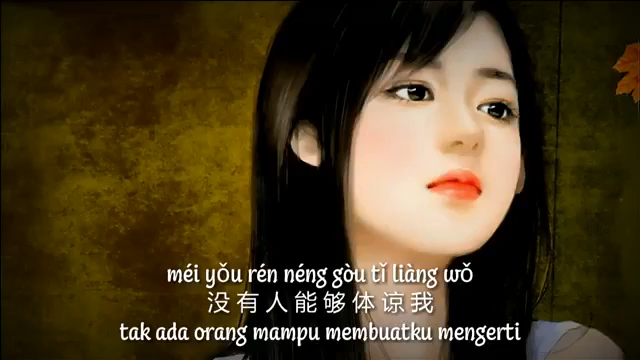 méi yǒu rén néng gòu tǐ liàng wǒ
没有人能够体谅我
tak ada orang mampu membuatku mengerti